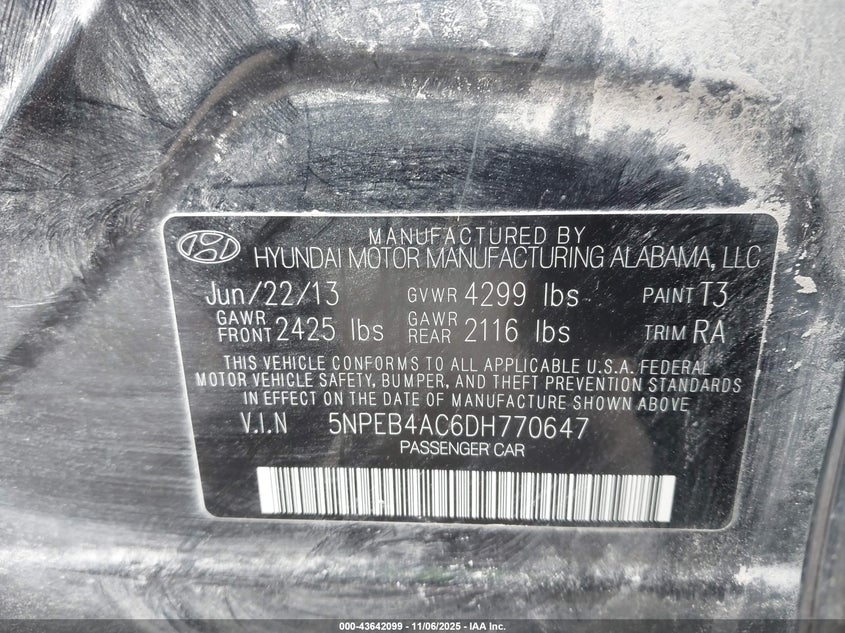 MANUFACTURED BY
HYUNDAI MOTOR MANUFACTURING ALABAMA, LLC
Jun/22/13 GVWR 4299 lbs PAINT T3
GAWR FRONT 2425 lbs GAWR REAR 2116 lbs TRIM RA
THIS VEHICLE CONFORMS TO ALL APPLICABLE U.S.A. FEDERAL
MOTOR VEHICLE SAFETY, BUMPER, AND THEFT PREVENTION STANDARDS
IN EFFECT ON THE DATE OF MANUFACTURE SHOWN ABOVE
V.I.N 5NPEB4AC6DH770647
PASSENGER CAR
000-43642099 - 11/06/2025 - IAA Inc.